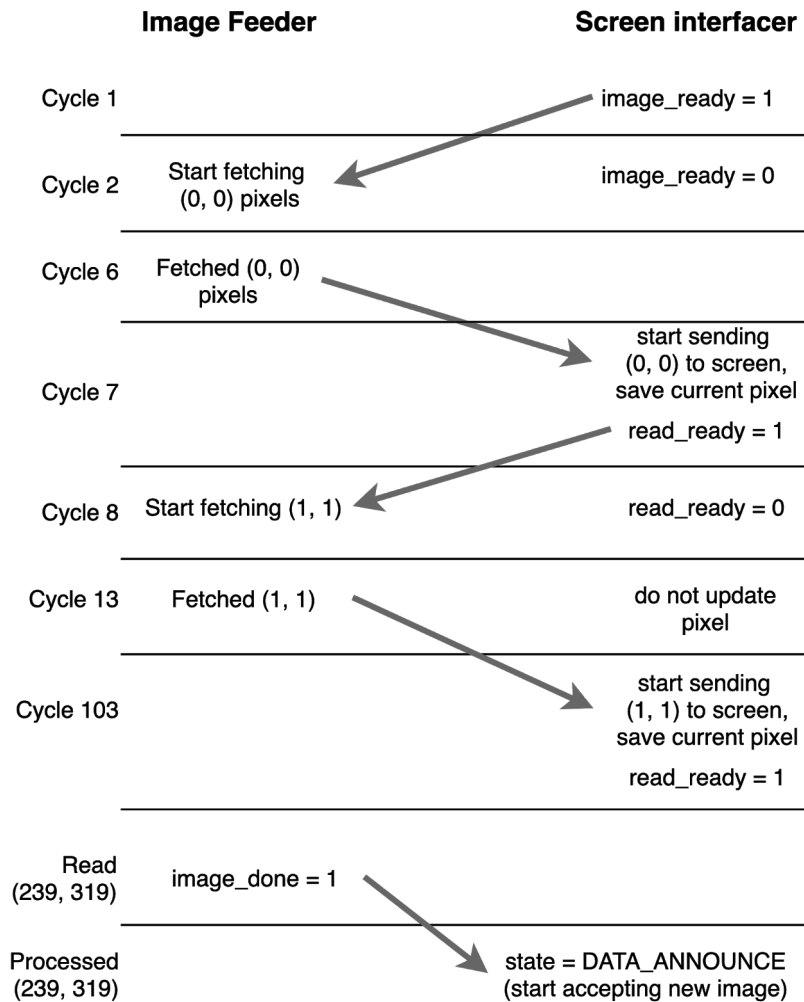 Image Feeder
Screen interfacer
Cycle 1
image_ready = 1
Cycle 2
Start fetching
(0, 0) pixels
image_ready = 0
Cycle 6
Fetched (0, 0)
pixels
Cycle 7
start sending
(0, 0) to screen,
save current pixel
read_ready = 1
Cycle 8
Start fetching (1, 1)
read_ready = 0
Cycle 13
Fetched (1, 1)
do not update
pixel
Cycle 103
start sending
(1, 1) to screen,
save current pixel
read_ready = 1
Read
(239, 319)
image_done = 1
Processed
(239, 319)
state = DATA_ANNOUNCE
(start accepting new image)